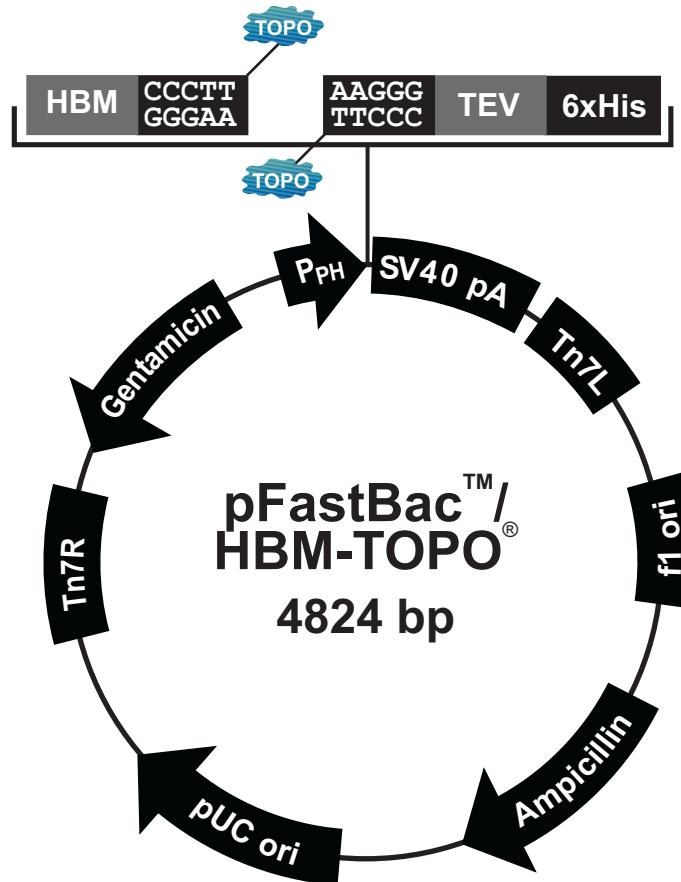 TOPO
HBM
CCCTT
GGGAA
AAGGG
TTCCC
TEV
6xHis
TOPO
PPH
SV40 pA
Tn7L
f1 ori
Ampicillin
pUC ori
Tn7R
Gentamicin
pFastBac™/
HBM-TOPO®
4824 bp